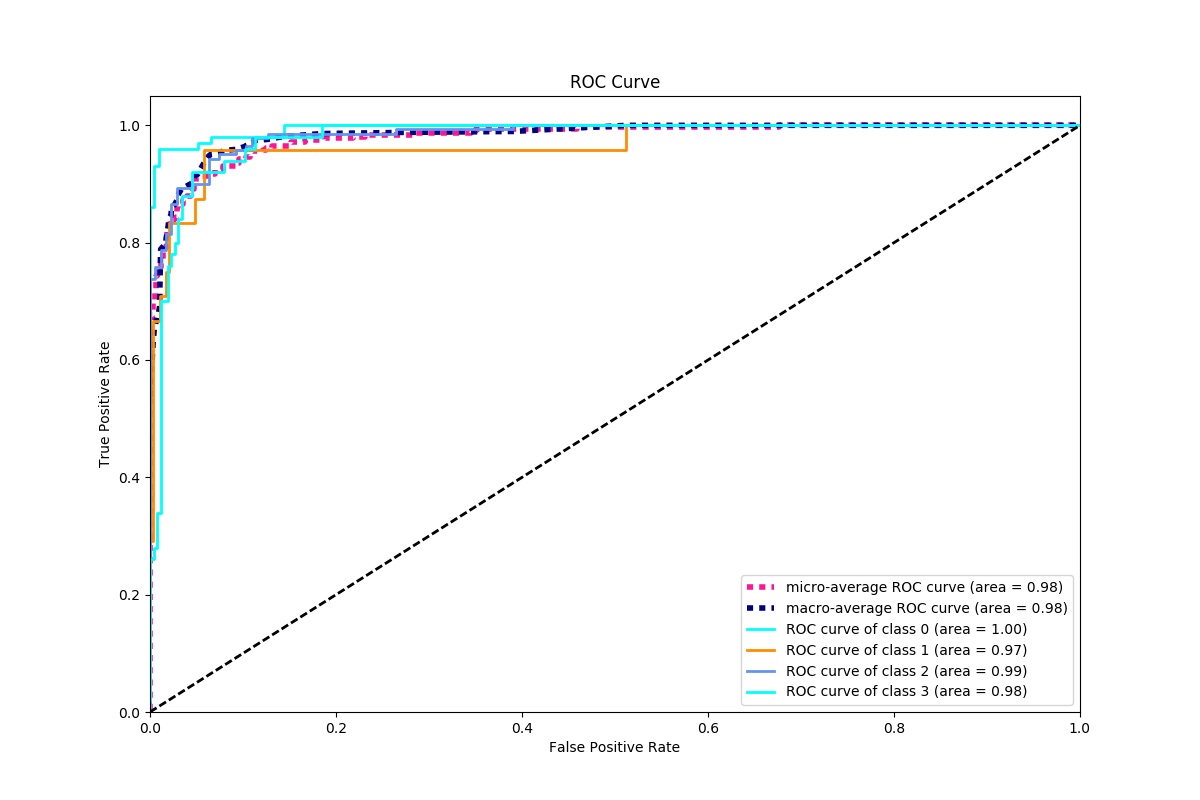 ROC Curve
1.0
0.8
0.6
0.4
0.2
0.0
True Positive Rate
micro-average ROC curve (area = 0.98)
macro-average ROC curve (area = 0.98)
ROC curve of class 0 (area = 1.00)
ROC curve of class 1 (area = 0.97)
ROC curve of class 2 (area = 0.99)
ROC curve of class 3 (area = 0.98)
0.0 0.2 0.4 0.6 0.8 1.0
False Positive Rate